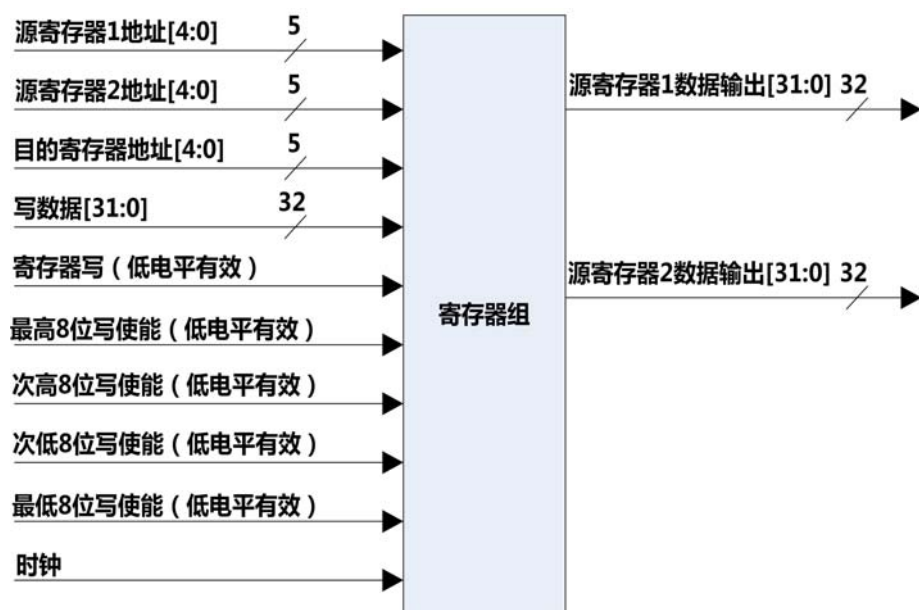 源寄存器1地址[4:0] 5
源寄存器2地址[4:0] 5
目的寄存器地址[4:0] 5
写数据[31:0] 32
寄存器写（低电平有效）
最高8位写使能（低电平有效）
次高8位写使能（低电平有效）
次低8位写使能（低电平有效）
最低8位写使能（低电平有效）
时钟
寄存器组
源寄存器1数据输出[31:0] 32
源寄存器2数据输出[31:0] 32